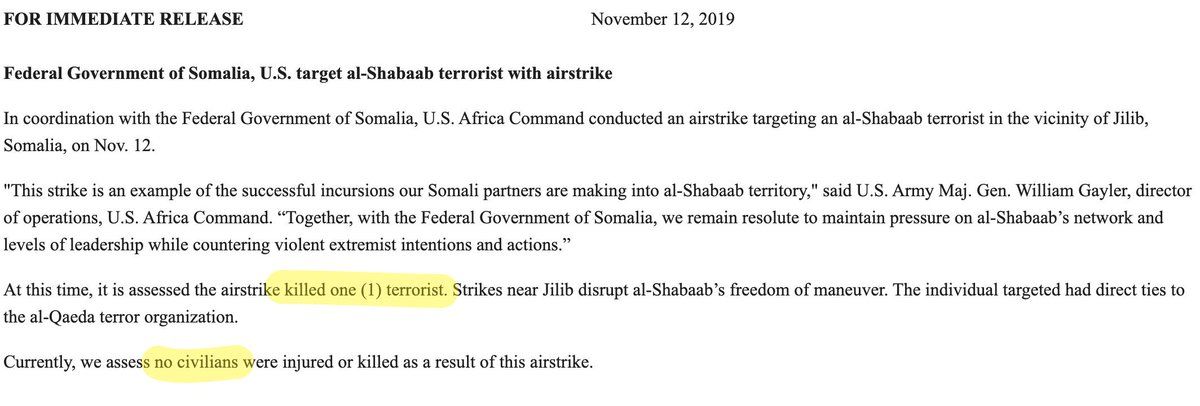 FOR IMMEDIATE RELEASE November 12, 2019
Federal Government of Somalia, U.S. target al-Shabaab terrorist with airstrike
In coordination with the Federal Government of Somalia, U.S. Africa Command conducted an airstrike targeting an al-Shabaab terrorist in the vicinity of Jilib,
Somalia, on Nov. 12.
"This strike is an example of the successful incursions our Somali partners are making into al-Shabaab territory," said U.S. Army Maj. Gen. William Gayler, director
of operations, U.S. Africa Command. “Together, with the Federal Government of Somalia, we remain resolute to maintain pressure on al-Shabaab’s network and
levels of leadership while countering violent extremist intentions and actions.”
At this time, it is assessed the airstrike killed one (1) terrorist. Strikes near Jilib disrupt al-Shabaab’s freedom of maneuver. The individual targeted had direct ties to
the al-Qaeda terror organization.
Currently, we assess no civilians were injured or killed as a result of this airstrike.